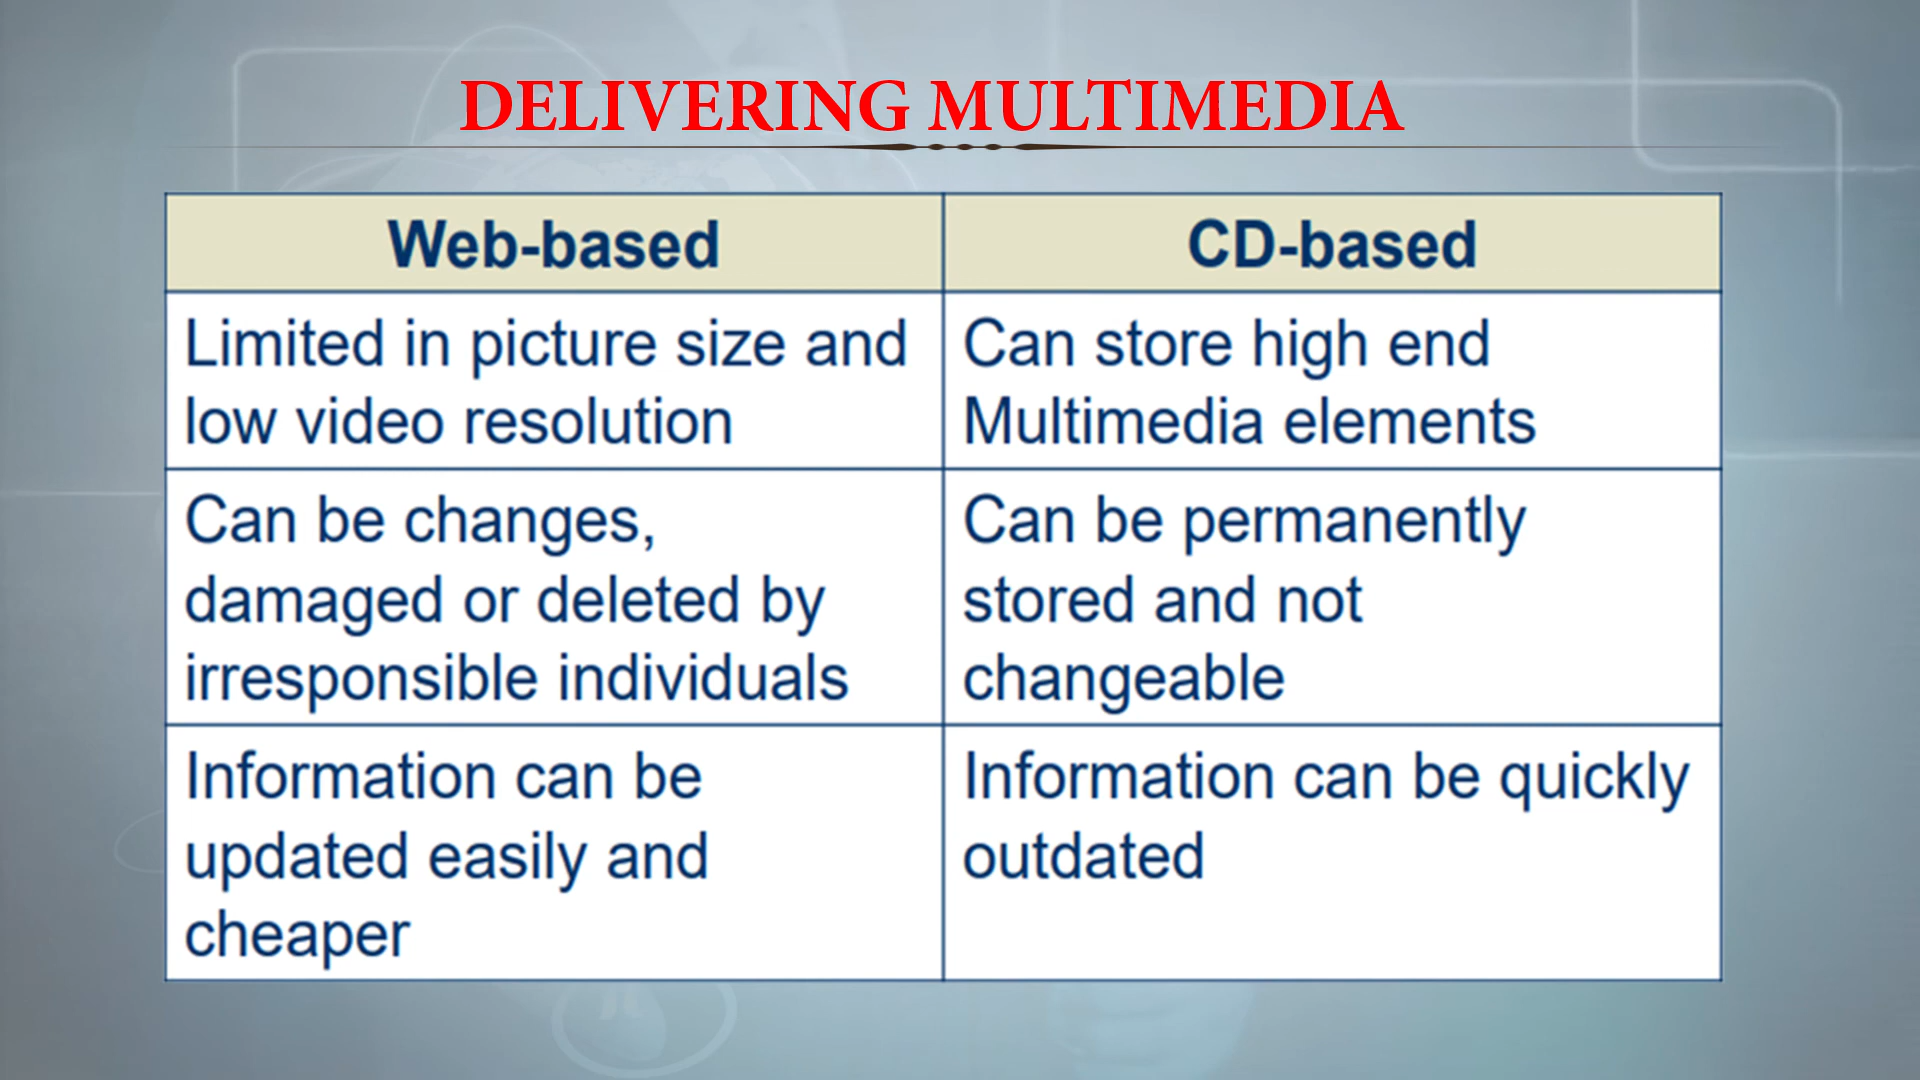 DELIVERING MULTIMEDIA
Web-based
CD-based
Limited in picture size and
low video resolution
Can store high end
Multimedia elements
Can be changes,
damaged or deleted by
irresponsible individuals
Can be permanently
stored and not
changeable
Information can be
updated easily and
cheaper
Information can be quickly
outdated